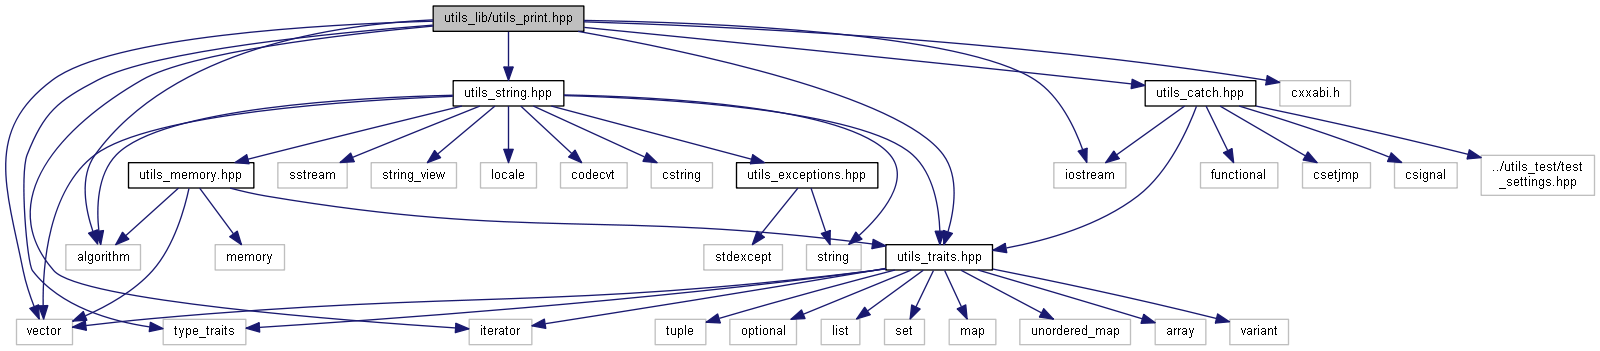 utils_lib/utils_print.hpp
utils_string.hpp
utils_catch.hpp
cxxabi.h
utils_memory.hpp
sstream
string_view
locale
codecvt
cstring
utils_exceptions.hpp
iostream
functional
csetjmp
csignal
../utils_test/test
_settings.hpp
algorithm
memory
stdexcept
string
utils_traits.hpp
vector
type_traits
iterator
tuple
optional
list
set
map
unordered_map
array
variant